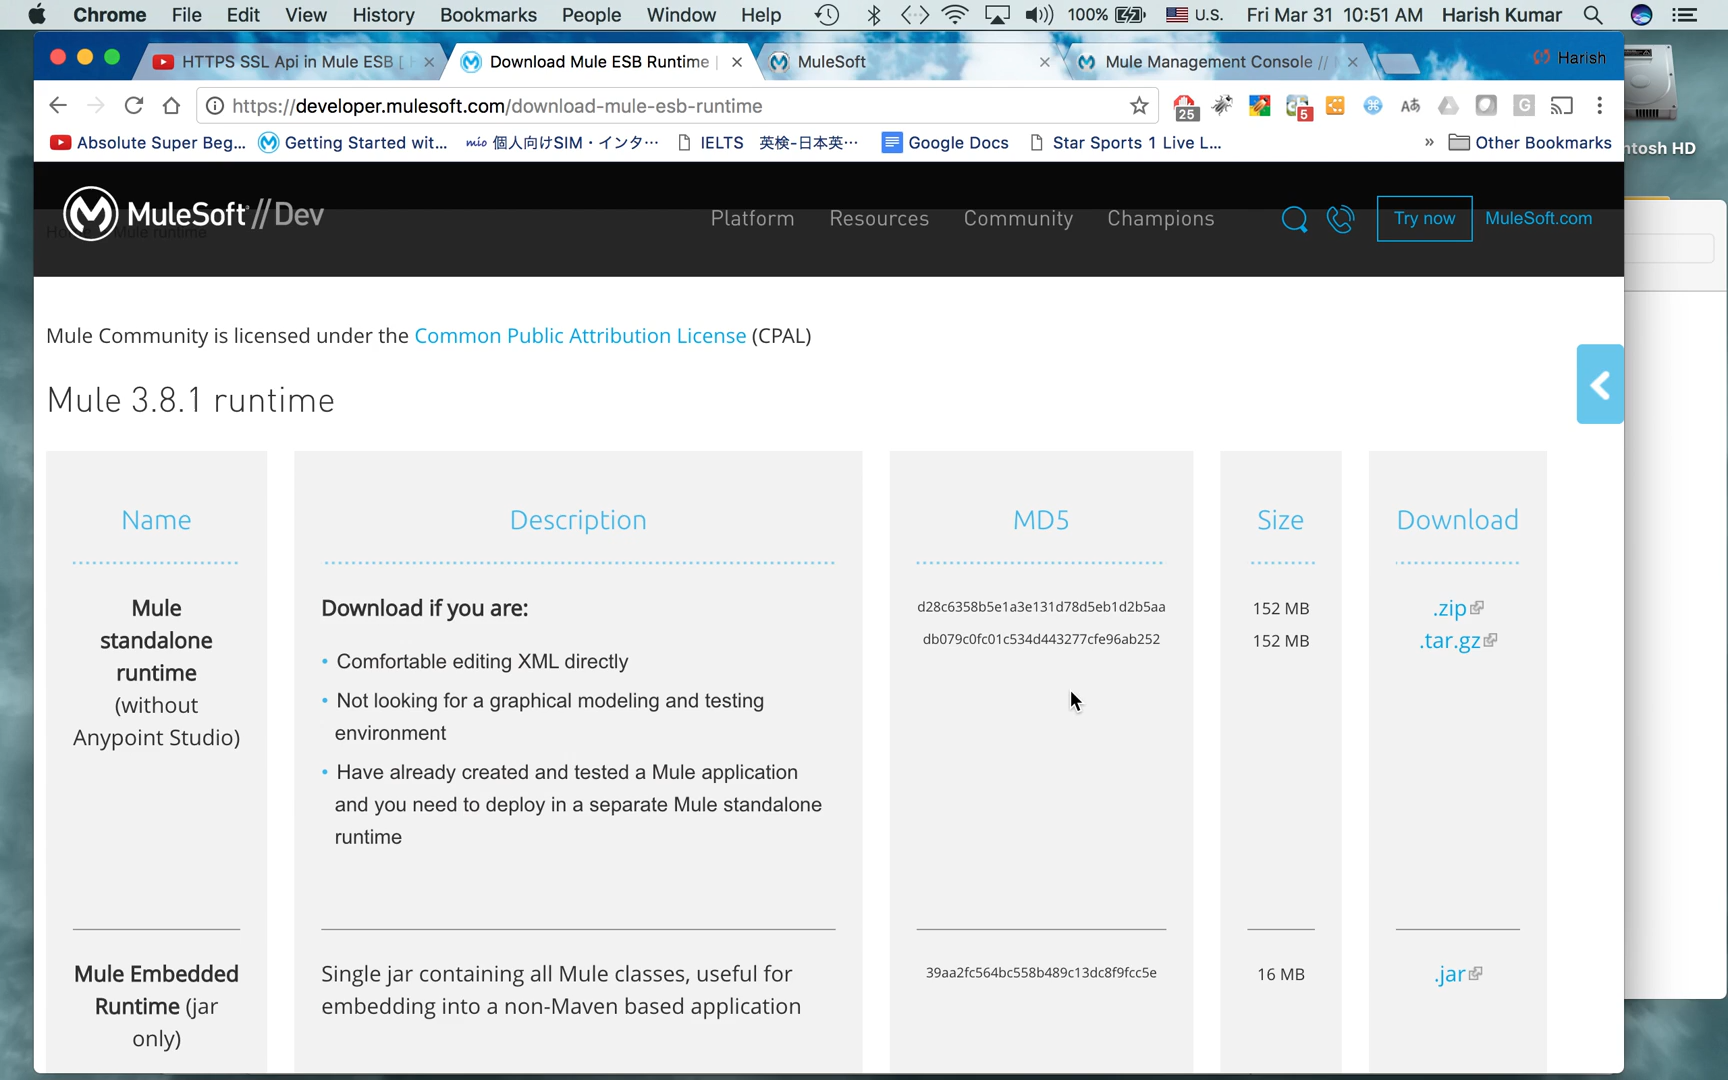 Chrome File Edit View History Bookmarks People Window Help 100% U.S. Fri Mar 31 10:51 AM Harish Kumar
HTTPS SSL Api in Mule ESB [ Download Mule ESB Runtime | MuleSoft Mule Management Console // Harish
https://developer.mulesoft.com/download-mule-esb-runtime 25 5 G
Absolute Super Beg... Getting Started wit... mio 個人向けSIM・インタ... IELTS 英検-日本英... Google Docs Star Sports 1 Live L... » Other Bookmarks
ntosh HD
MuleSoft //Dev Platform Resources Community Champions Try now MuleSoft.com
Mule Community is licensed under the Common Public Attribution License (CPAL)
Mule 3.8.1 runtime
Name Description MD5 Size Download
Mule
standalone
runtime
(without
Anypoint Studio)
Download if you are:
• Comfortable editing XML directly
• Not looking for a graphical modeling and testing
environment
• Have already created and tested a Mule application
and you need to deploy in a separate Mule standalone
runtime
d28c6358b5e1a3e131d78d5eb1d2b5aa 152 MB .zip
db079c0fc01c534d443277cfe96ab252 152 MB .tar.gz
Mule Embedded
Runtime (jar
only)
Single jar containing all Mule classes, useful for
embedding into a non-Maven based application
39aa2fc564bc558b489c13dc8f9fcc5e 16 MB .jar